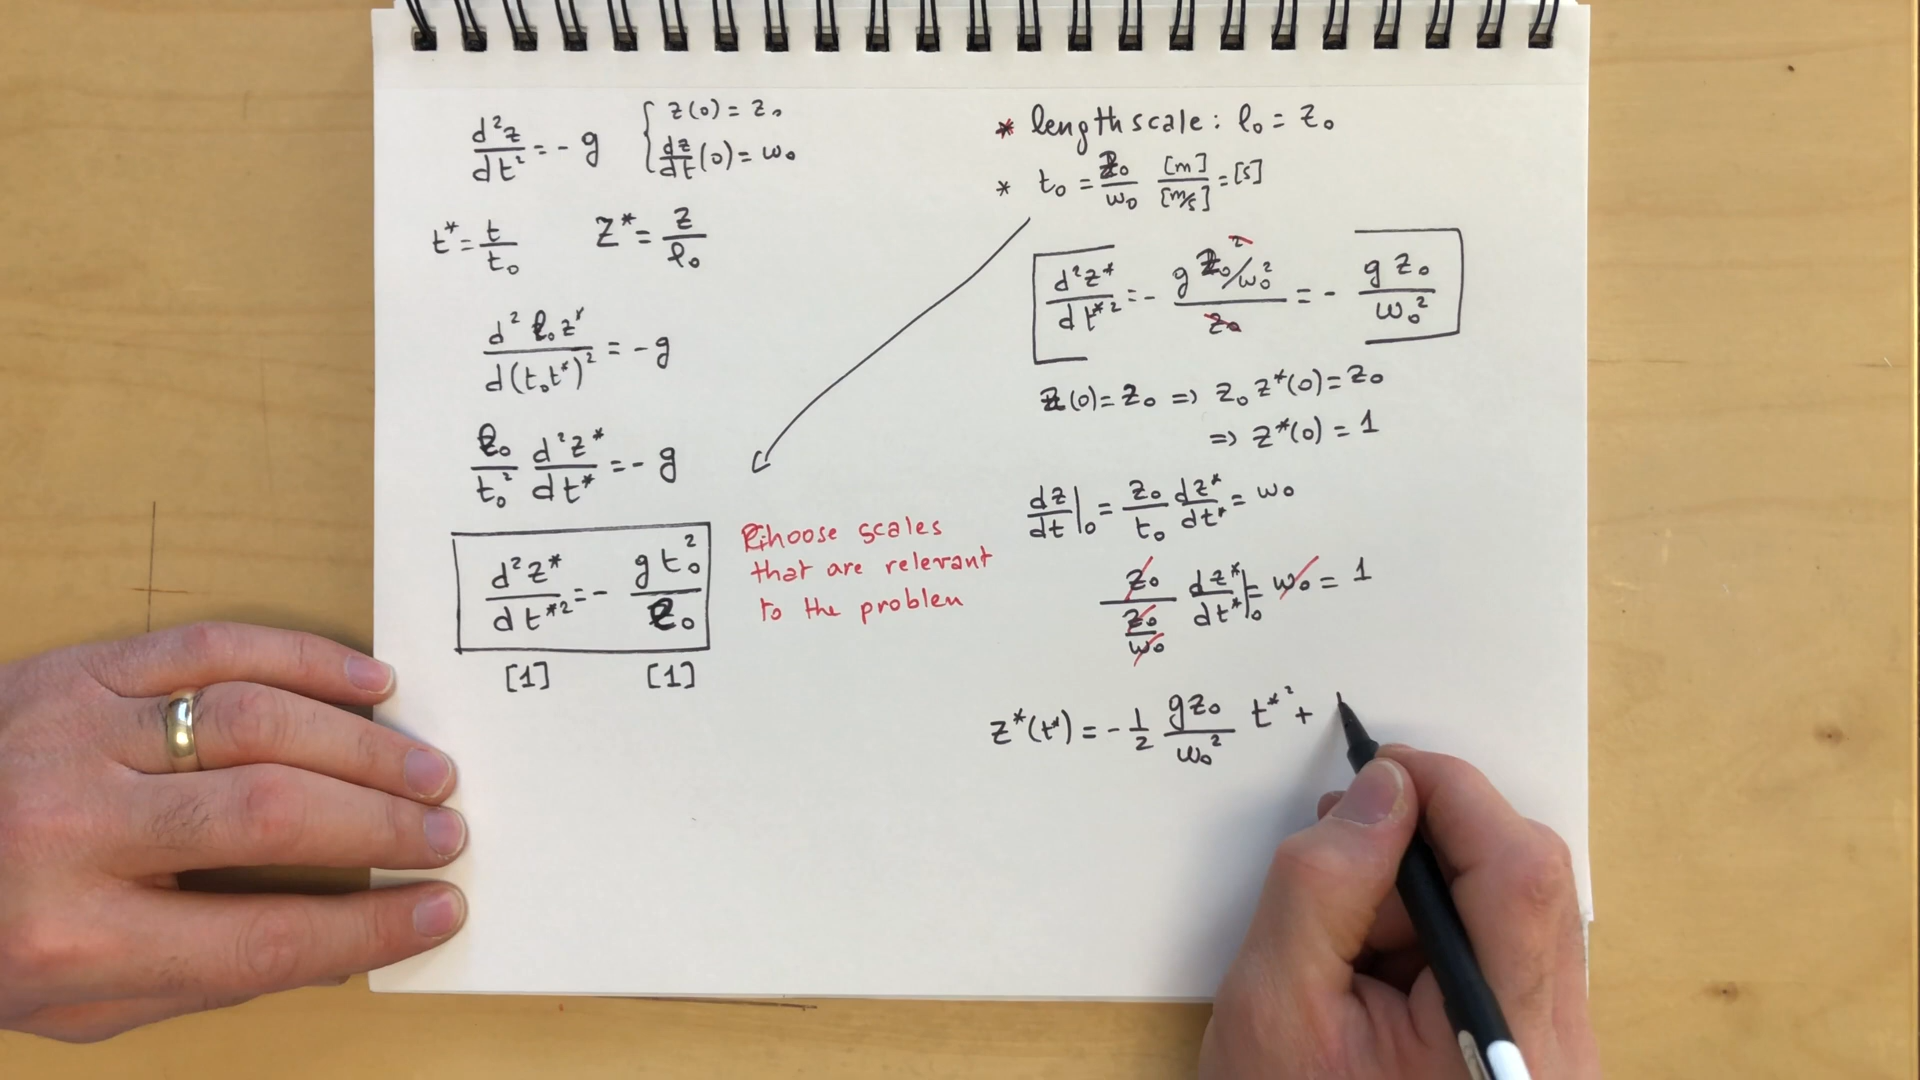 d²z/dt² = - g { z(0) = z₀
dz/dt (0) = w₀
t* = t/t₀ z* = z/l₀
d² l₀ z*/d(t₀t*)² = - g
l₀/t₀² d²z*/dt* = - g
d²z*/dt*² = - g t₀²/l₀
[1] [1]
Choose scales
that are relevant
to the problem
* length scale: l₀ = z₀
* t₀ = z₀/w₀ [m]/[m/s] = [s]
d²z*/dt*² = - g z₀²/w₀² / z₀ = - g z₀/w₀²
z(0) = z₀ ⇒ z₀ z*(0) = z₀
⇒ z*(0) = 1
dz/dt|₀ = z₀/t₀ dz*/dt* = w₀
z₀/(z₀/w₀) dz*/dt*|₀ = w₀ = 1
z*(t*) = - 1/2 gz₀/w₀² t*² +